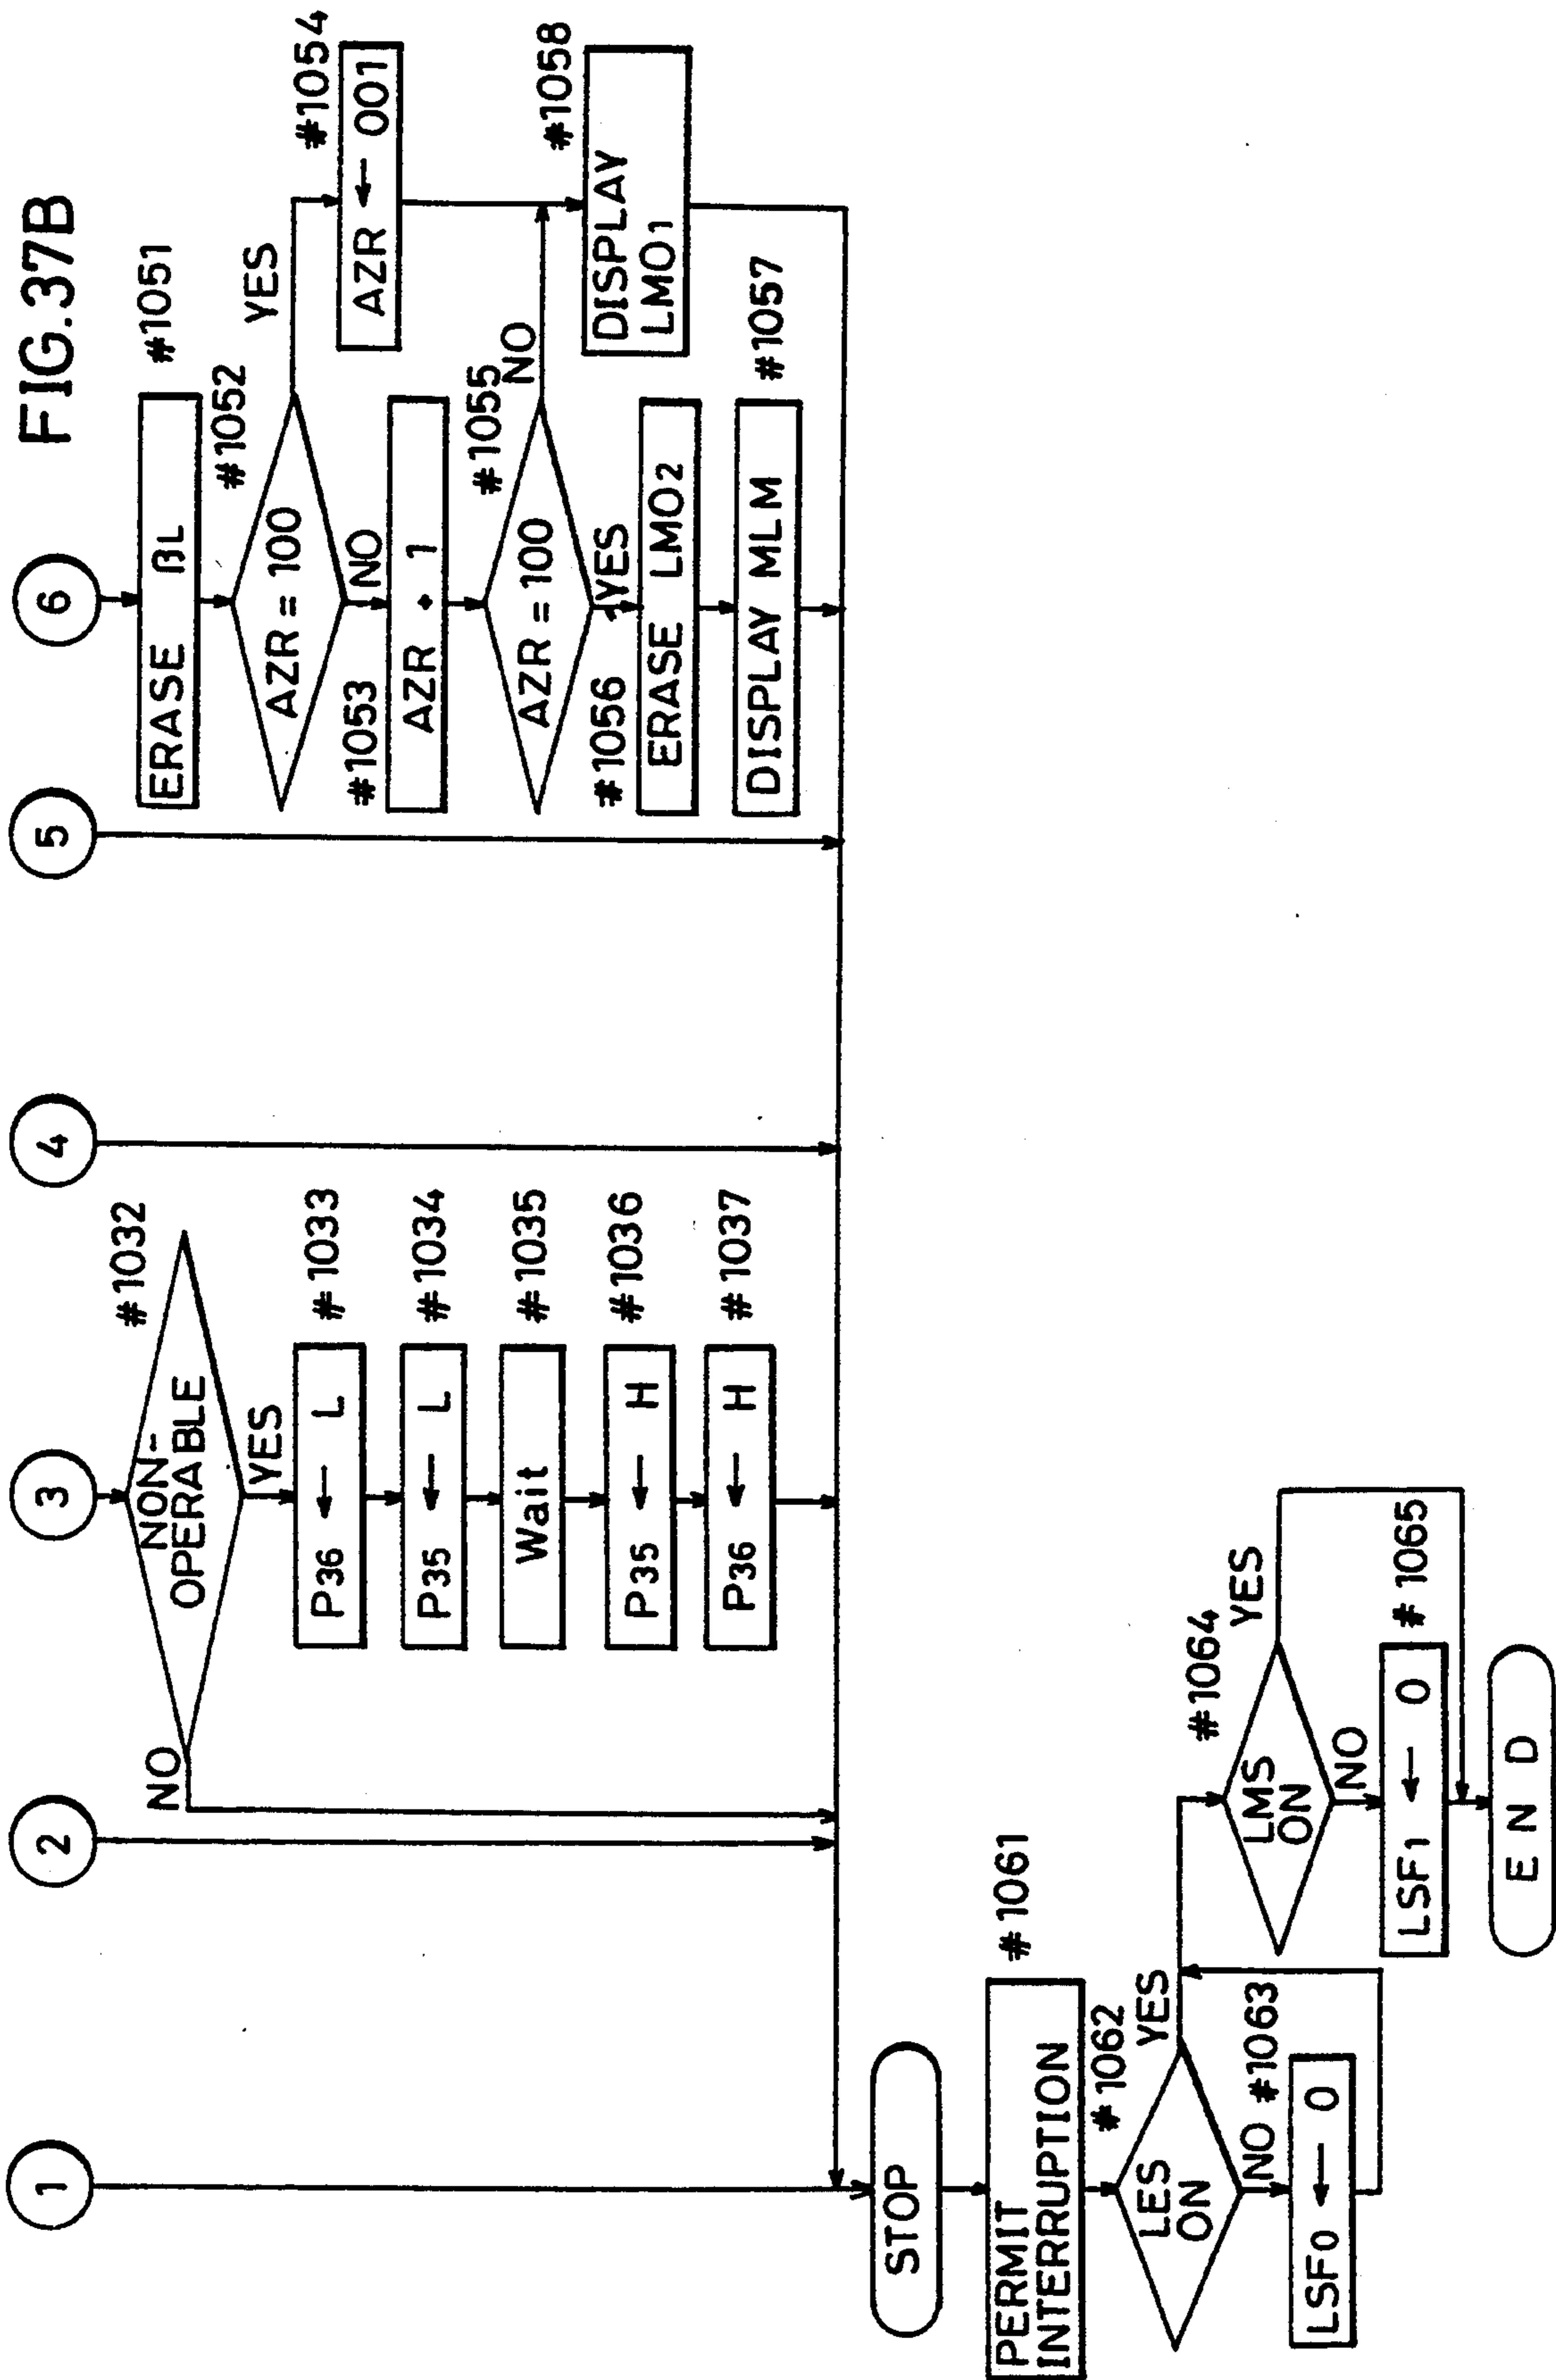 FIG.37B
1
2
3
4
5
6
#1032
NON-
OPERABLE
NO
YES
#1033
P36 ← L
#1034
P35 ← L
#1035
Wait
#1036
P35 ← H
#1037
P36 ← H
#1051
ERASE βL
#1052
AZR = 100
YES
NO
#1053
AZR + 1
#1054
AZR ← 001
#1055
AZR = 100
NO
YES
#1056
ERASE LMO2
#1057
DISPLAY MLM
#1058
DISPLAY
LMO1
STOP
#1061
PERMIT
INTERRUPTION
#1062
LES
ON
YES
NO
#1063
LSF0 ← 0
#1064
LMS
ON
YES
NO
#1065
LSF1 ← 0
END